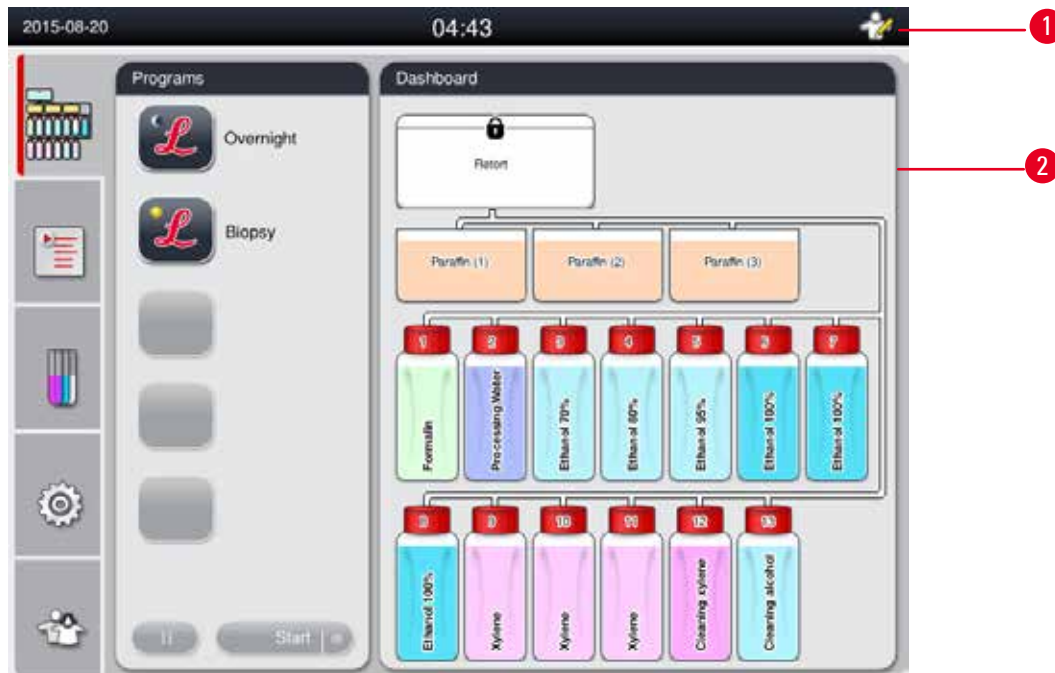 2015-08-20
04:43
1
Programs
Overnight
Biopsy
Start
Dashboard
Retort
2
Paraffin (1)
Paraffin (2)
Paraffin (3)
1
2
3
4
5
6
7
Formalin
Processing Water
Ethanol 70%
Ethanol 80%
Ethanol 95%
Ethanol 100%
Ethanol 100%
8
9
10
11
12
13
Ethanol 100%
Xylene
Xylene
Xylene
Cleaning xylene
Cleaning alcohol